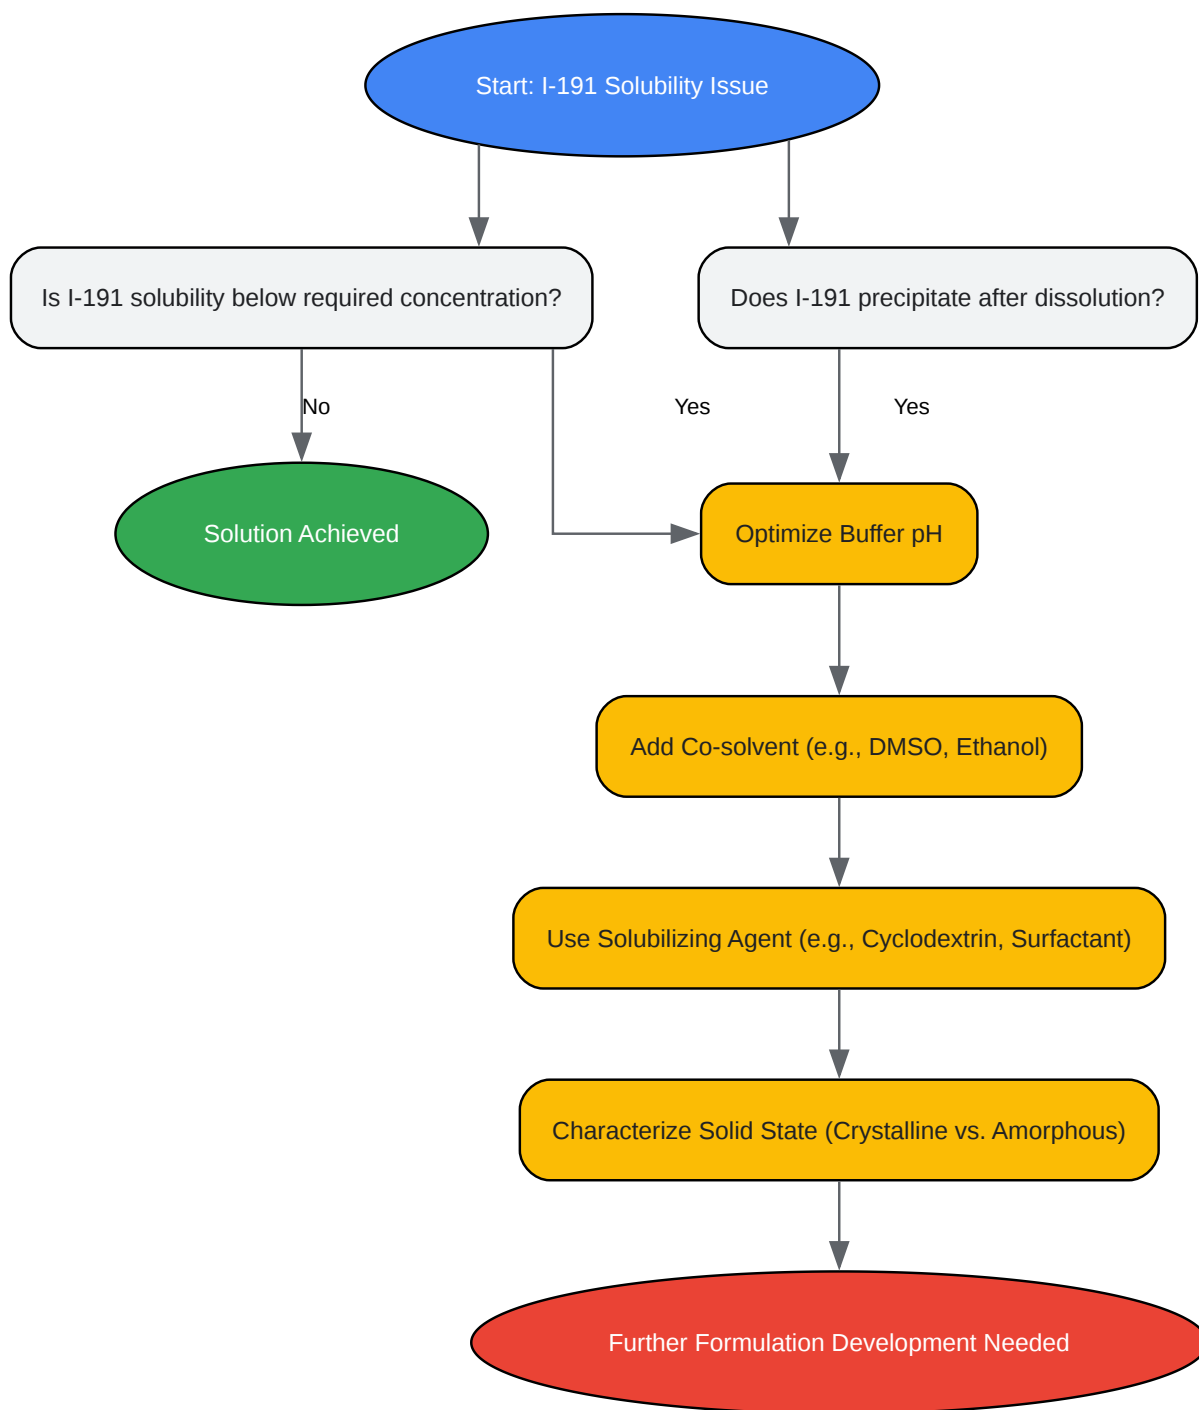 Start: I-191 Solubility Issue
Is I-191 solubility below required concentration?
Does I-191 precipitate after dissolution?
No
Yes
Yes
Solution Achieved
Optimize Buffer pH
Add Co-solvent (e.g., DMSO, Ethanol)
Use Solubilizing Agent (e.g., Cyclodextrin, Surfactant)
Characterize Solid State (Crystalline vs. Amorphous)
Further Formulation Development Needed